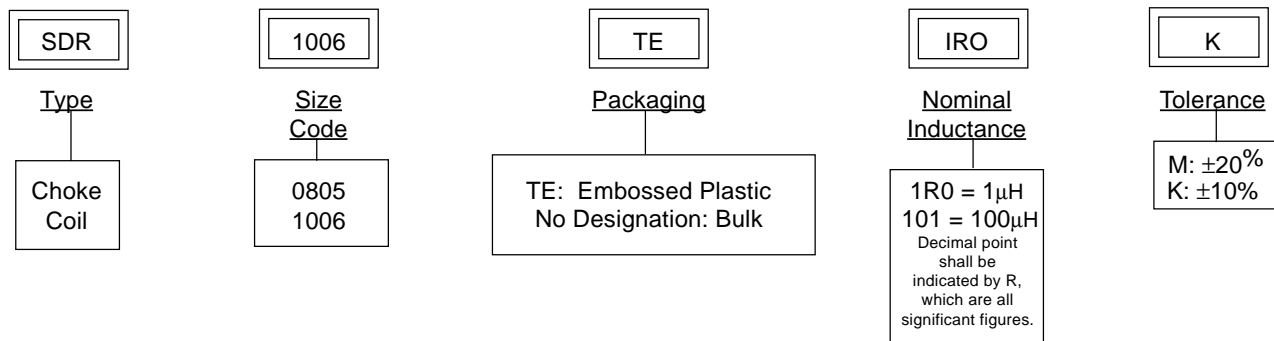 SDR
1006
TE
IRO
K
Type
Size
Code
Packaging
Nominal
Inductance
Tolerance
Choke
Coil
0805
1006
TE: Embossed Plastic
No Designation: Bulk
1R0 = 1μH
101 = 100μH
Decimal point
shall be
indicated by R,
which are all
significant figures.
M: ±20%
K: ±10%